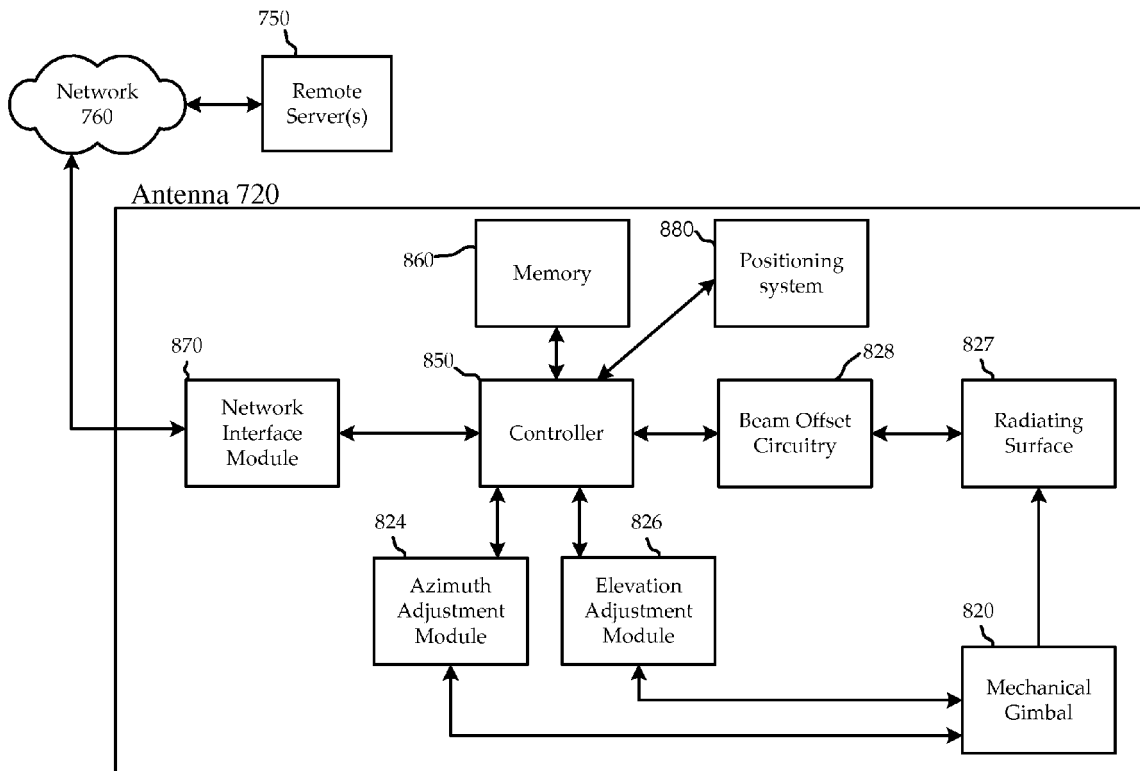 750
Network
760
Remote
Server(s)
Antenna 720
860
Memory
880
Positioning
system
870
Network
Interface
Module
850
Controller
828
Beam Offset
Circuitry
827
Radiating
Surface
824
Azimuth
Adjustment
Module
826
Elevation
Adjustment
Module
820
Mechanical
Gimbal